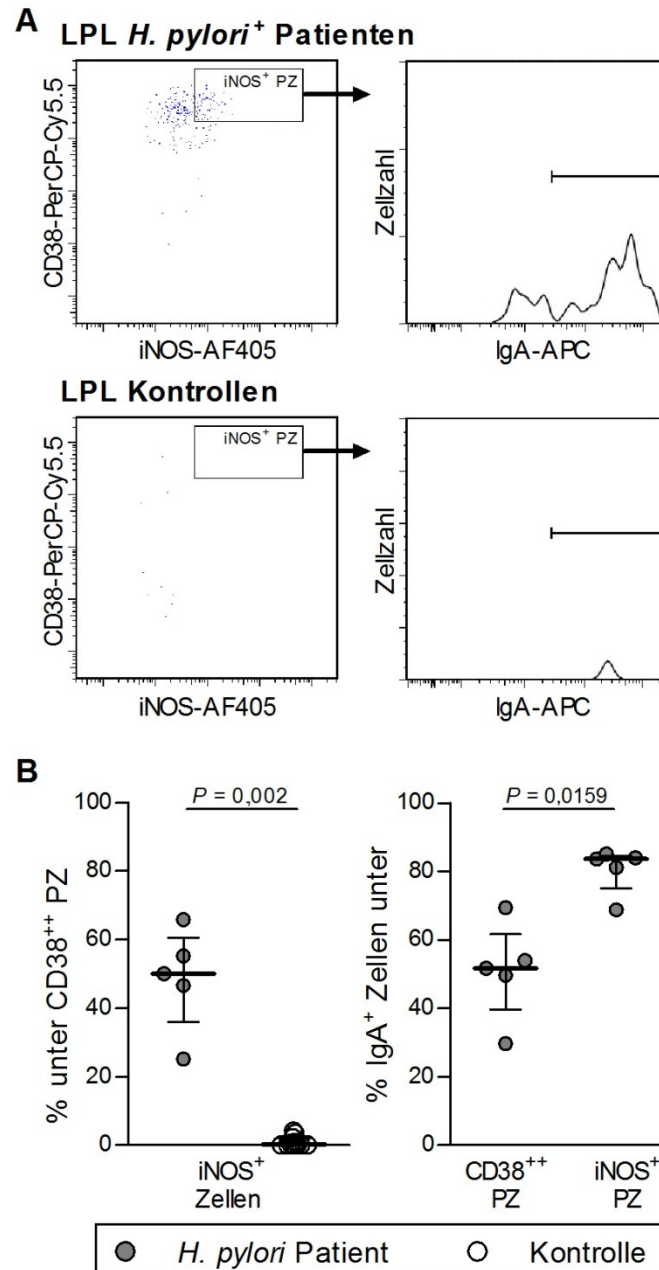 A
LPL H. pylori⁺ Patienten
CD38-PerCP-Cy5.5
iNOS⁺ PZ
iNOS-AF405
Zellzahl
IgA-APC
LPL Kontrollen
CD38-PerCP-Cy5.5
iNOS⁺ PZ
iNOS-AF405
Zellzahl
IgA-APC
B
% unter CD38⁺⁺ PZ
100
80
60
40
20
0
P = 0,002
iNOS⁺
Zellen
% IgA⁺ Zellen unter
100
80
60
40
20
0
P = 0,0159
CD38⁺⁺
PZ
iNOS⁺
PZ
H. pylori Patient
Kontrolle